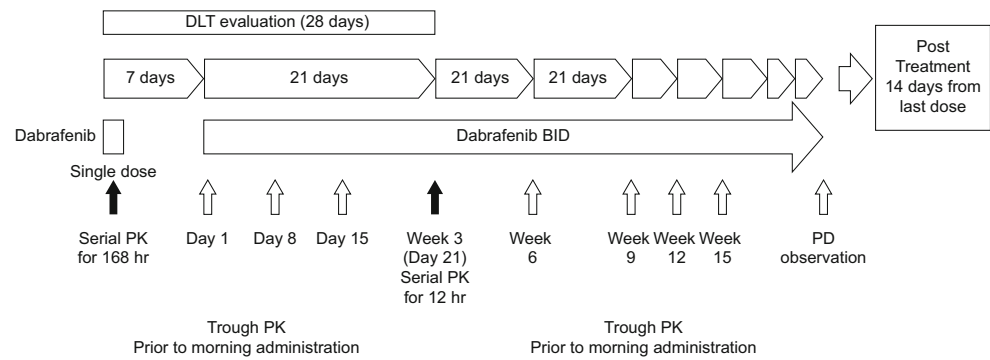 DLT evaluation (28 days)
7 days
21 days
21 days
21 days
Post
Treatment
14 days from
last dose
Dabrafenib
Dabrafenib BID
Single dose
Serial PK
for 168 hr
Day 1
Day 8
Day 15
Week 3
(Day 21)
Serial PK
for 12 hr
Week
6
Week
9
Week
12
Week
15
PD
observation
Trough PK
Prior to morning administration
Trough PK
Prior to morning administration